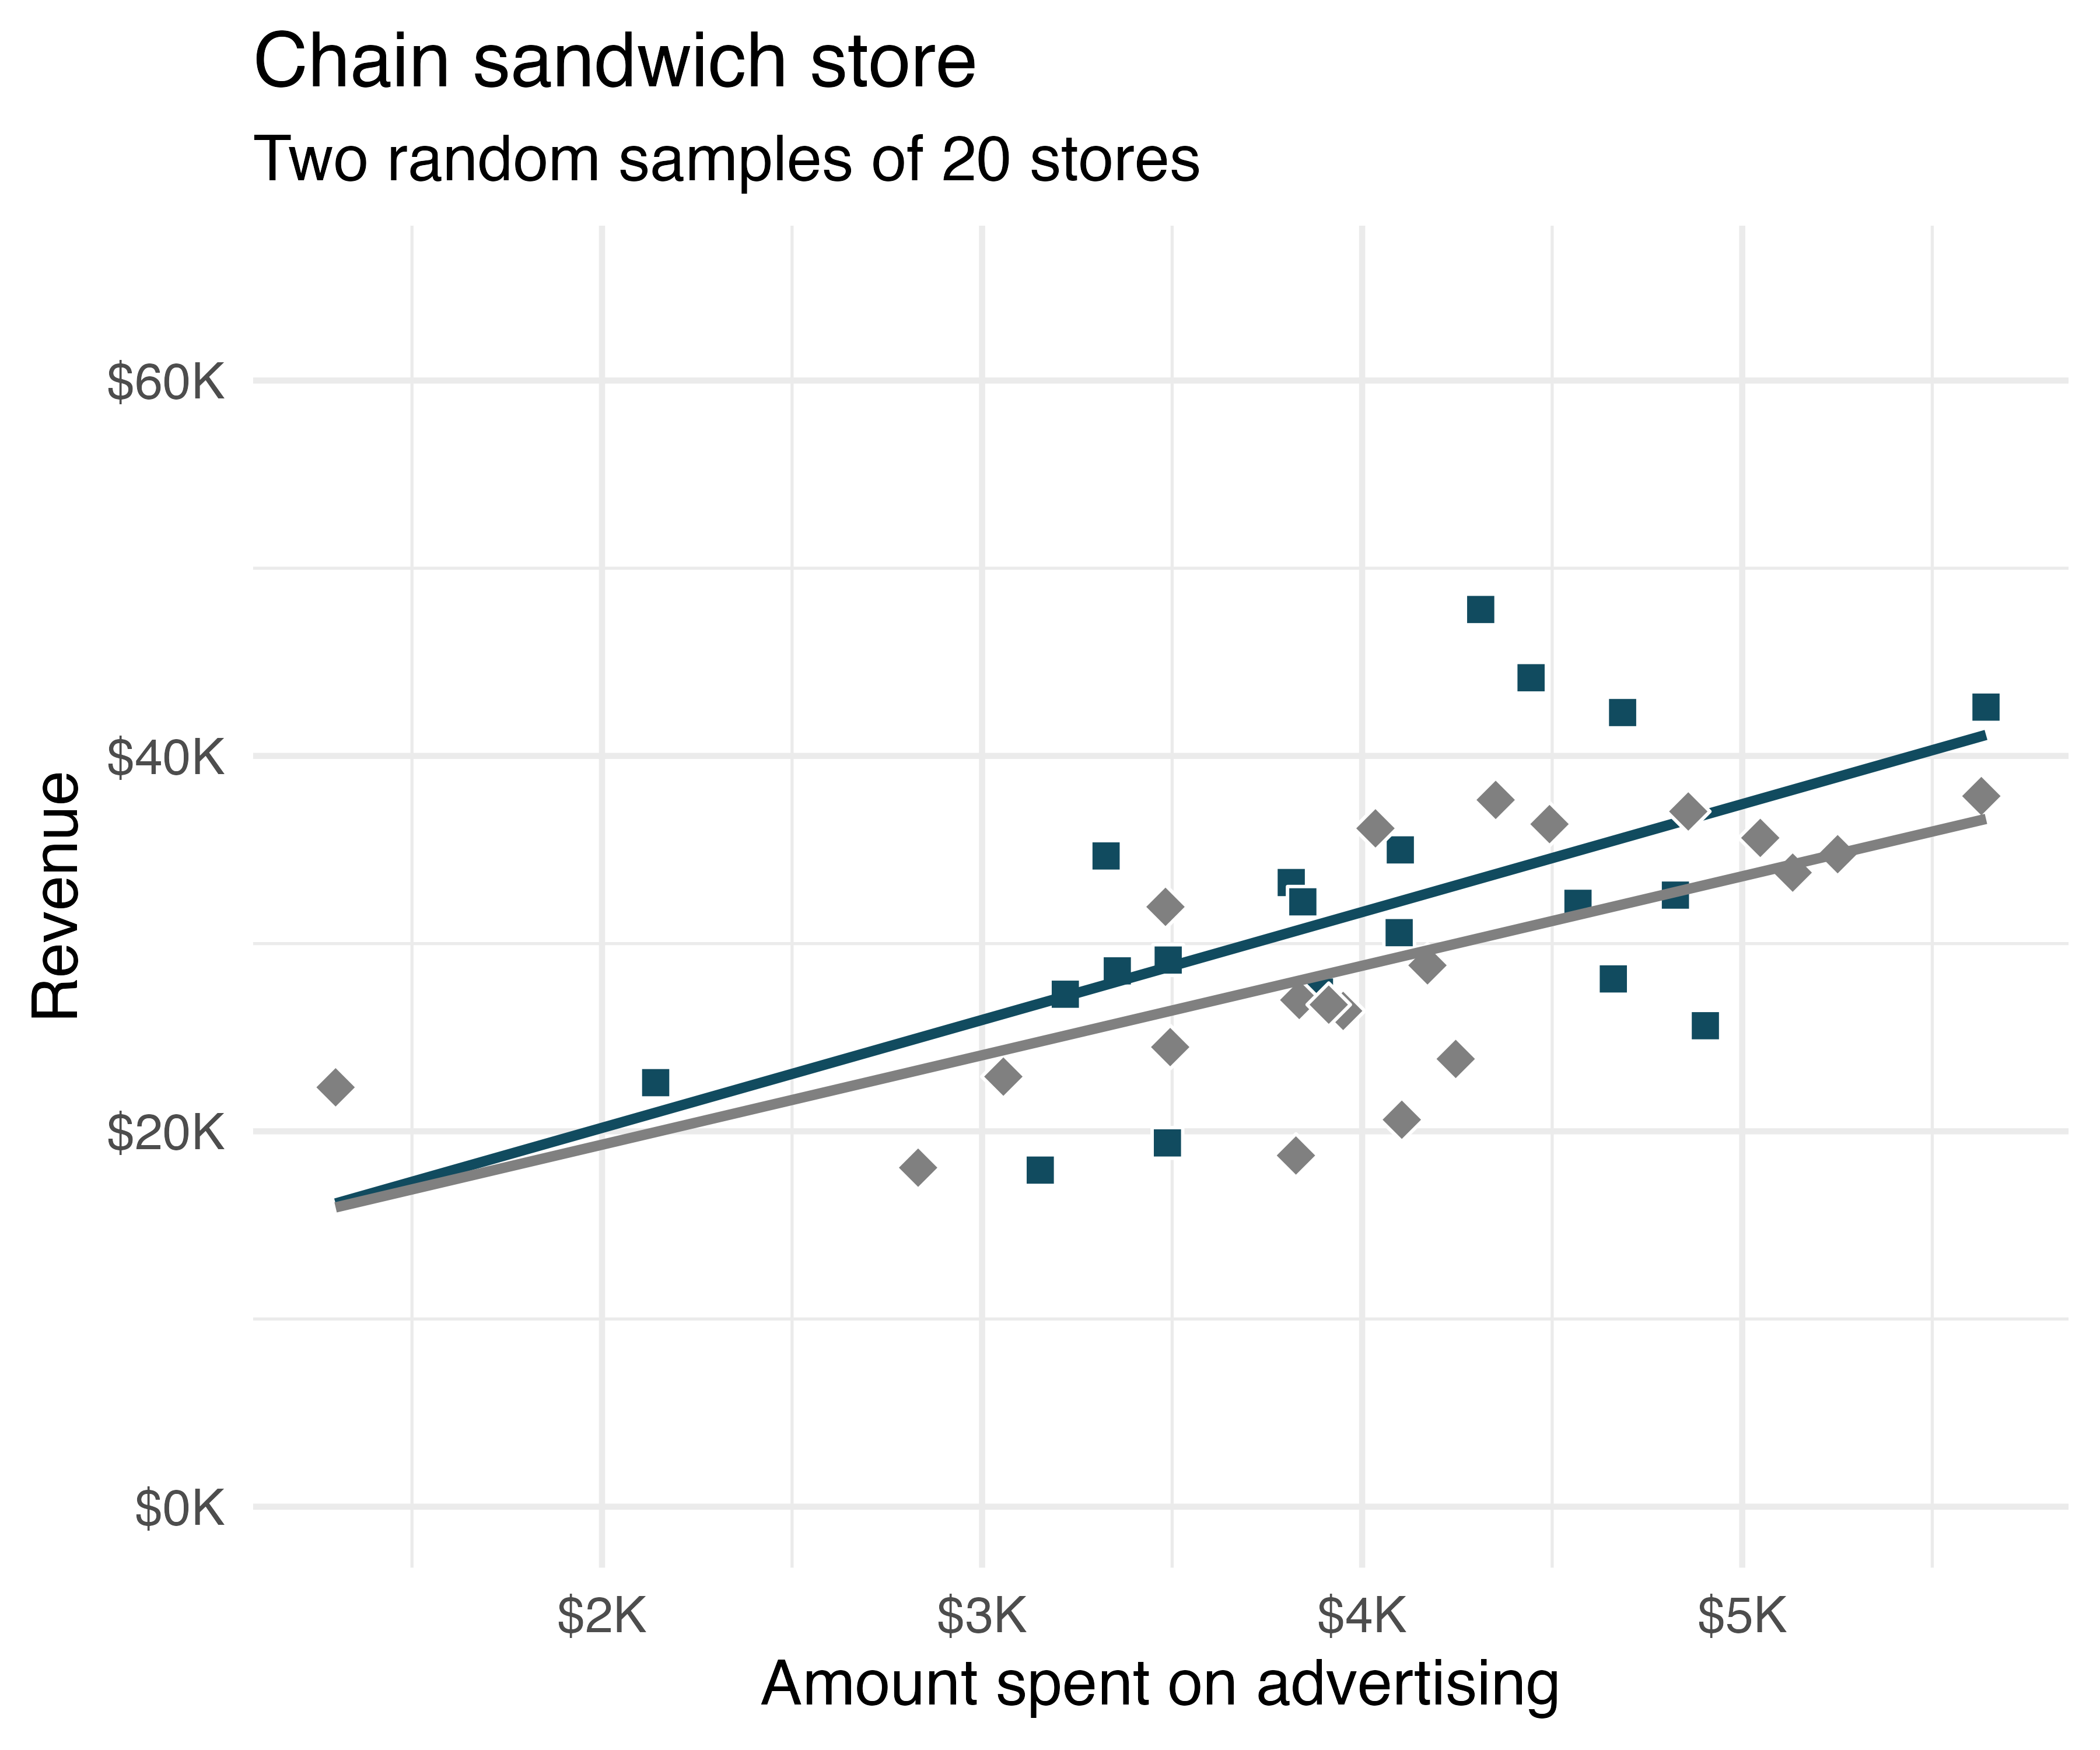 Chain sandwich store
Two random samples of 20 stores
$60K
$40K
$20K
$0K
Revenue
$2K $3K $4K $5K
Amount spent on advertising